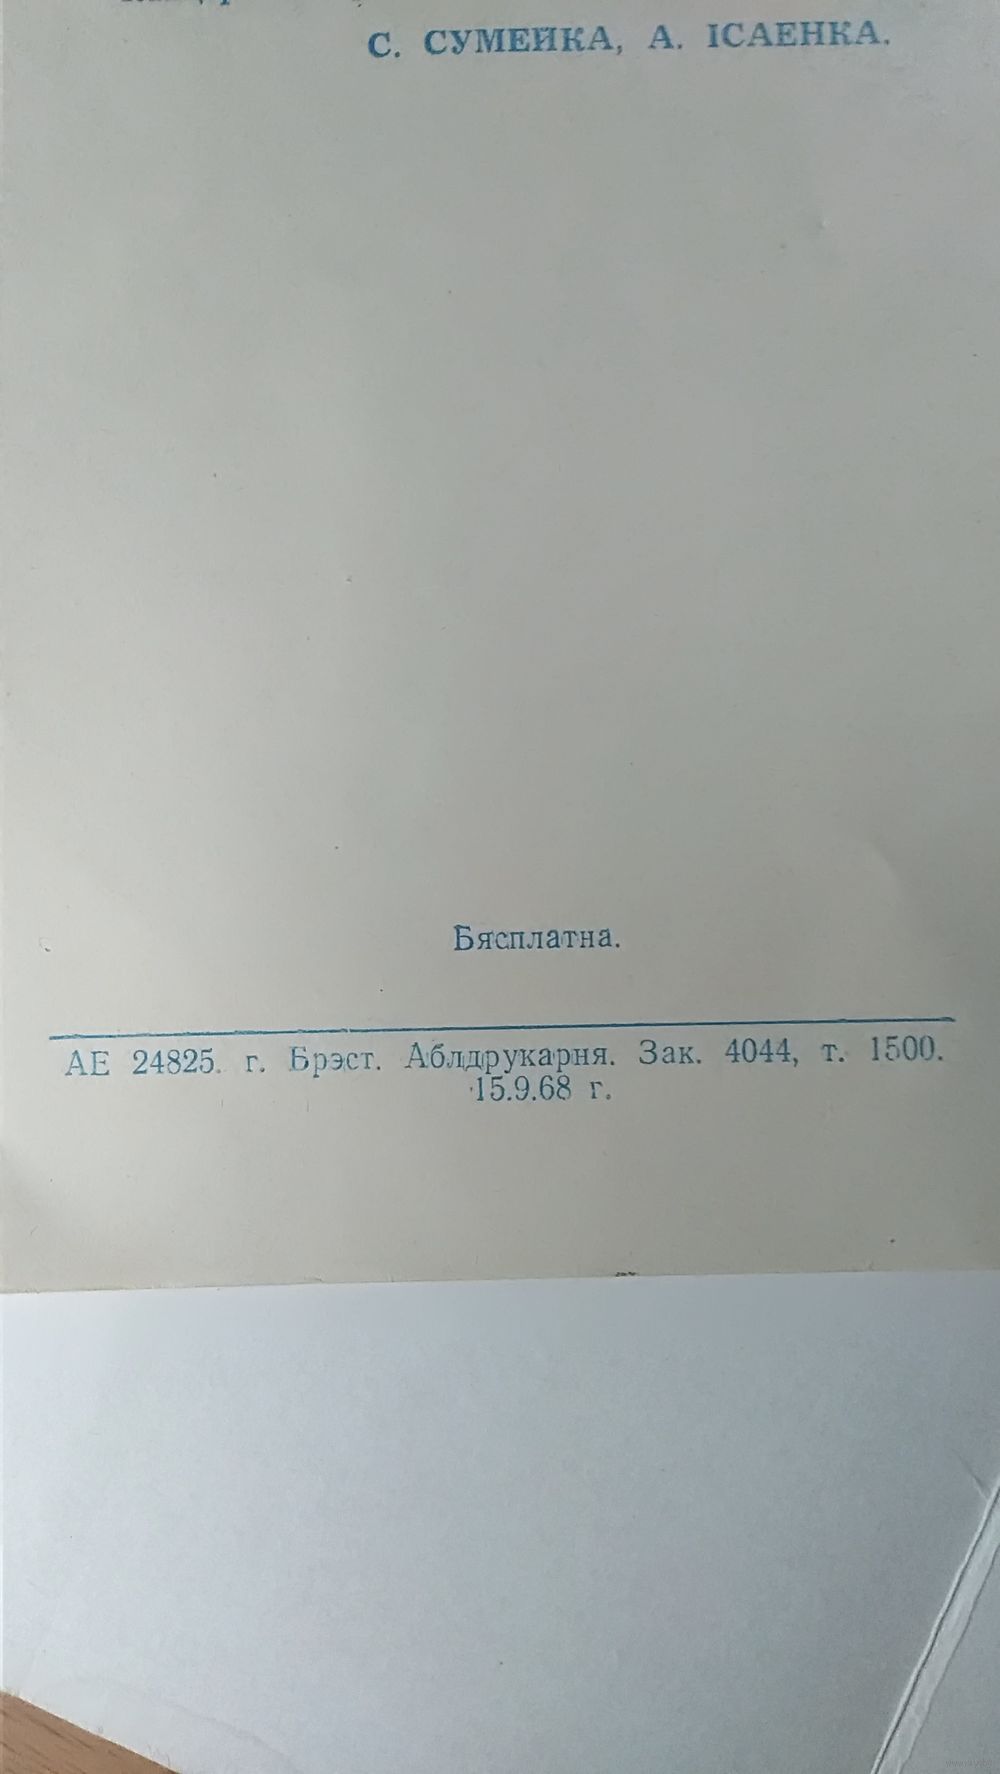 С. СУМЕЙКА, А. ІСАЕНКА.
Бясплатна.
АЕ 24825. г. Брэст. Аблдрукарня. Зак. 4044, т. 1500.
15.9.68 г.